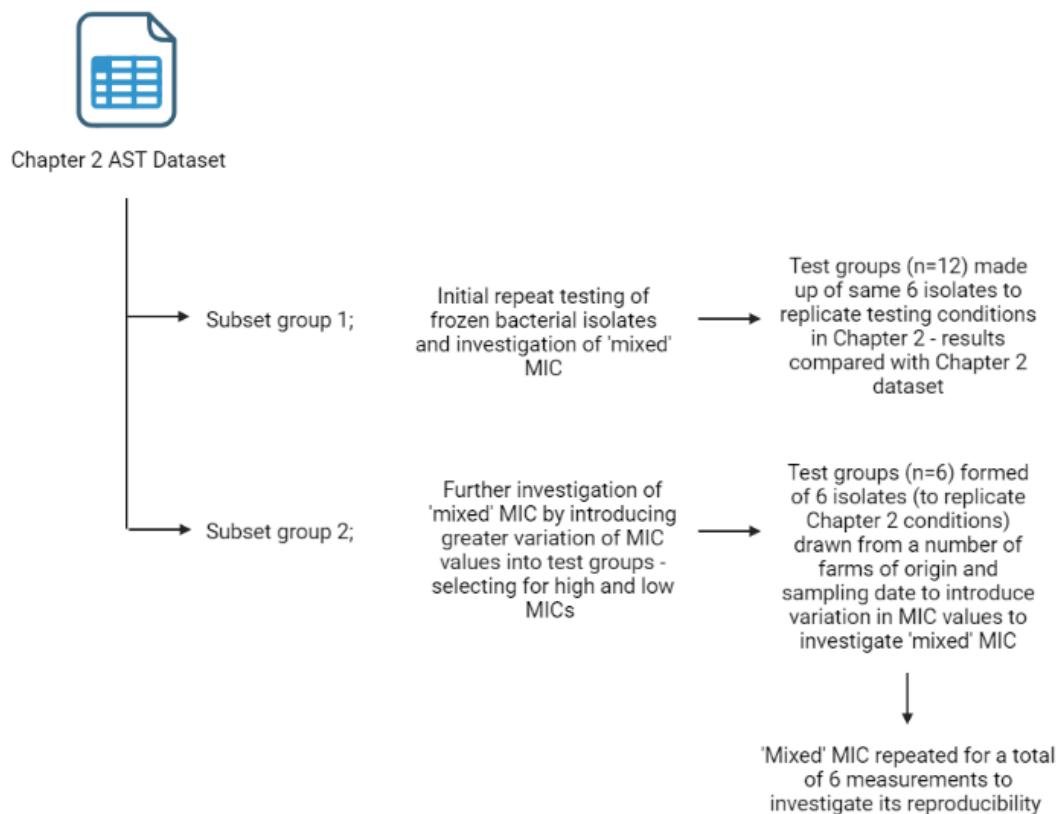 Chapter 2 AST Dataset
Subset group 1;
Initial repeat testing of
frozen bacterial isolates
and investigation of 'mixed'
MIC
Test groups (n=12) made
up of same 6 isolates to
replicate testing conditions
in Chapter 2 - results
compared with Chapter 2
dataset
Subset group 2;
Further investigation of
'mixed' MIC by introducing
greater variation of MIC
values into test groups -
selecting for high and low
MICs
Test groups (n=6) formed
of 6 isolates (to replicate
Chapter 2 conditions)
drawn from a number of
farms of origin and
sampling date to introduce
variation in MIC values to
investigate 'mixed' MIC
'Mixed' MIC repeated for a total
of 6 measurements to
investigate its reproducibility